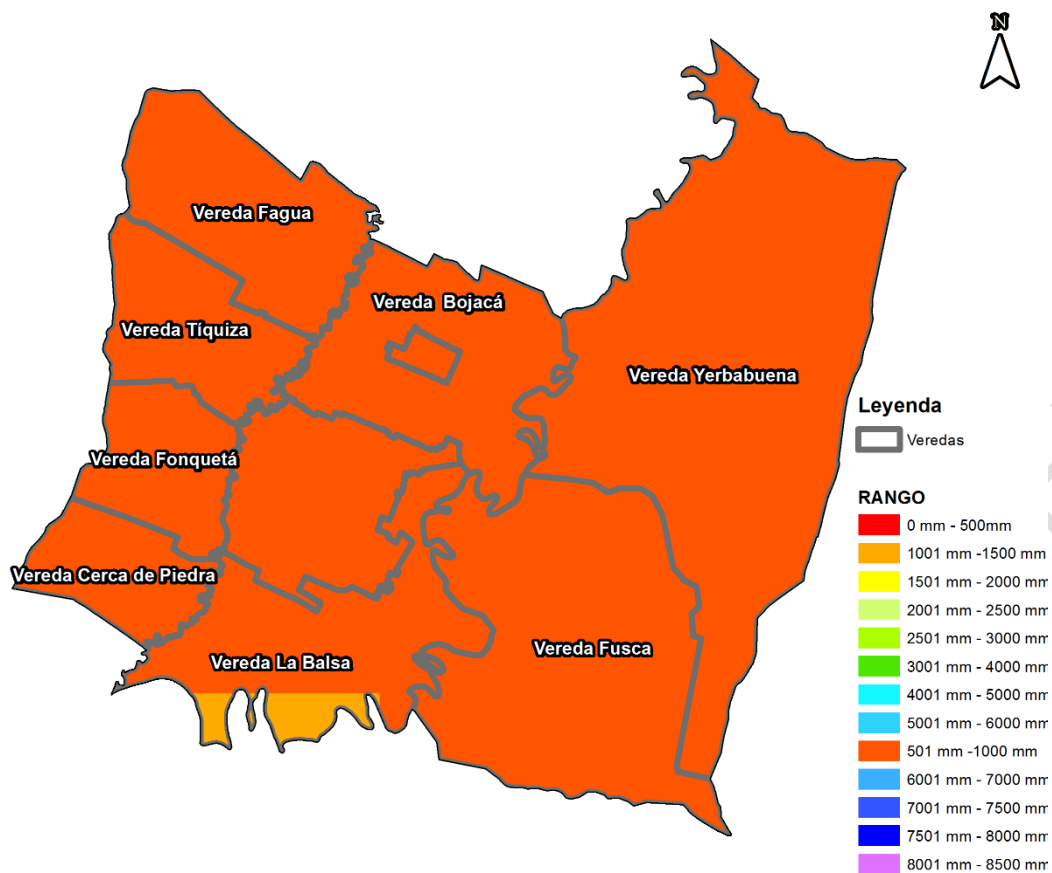 N
Vereda Fagua
Vereda Bojacá
Vereda Tíquiza
Vereda Yerbabuena
Leyenda
Veredas
Vereda Fonquetá
RANGO
0 mm - 500mm
1001 mm -1500 mm
1501 mm - 2000 mm
2001 mm - 2500 mm
2501 mm - 3000 mm
3001 mm - 4000 mm
4001 mm - 5000 mm
5001 mm - 6000 mm
501 mm -1000 mm
6001 mm - 7000 mm
7001 mm - 7500 mm
7501 mm - 8000 mm
8001 mm - 8500 mm
Vereda Cerca de Piedra
Vereda La Balsa
Vereda Fusca